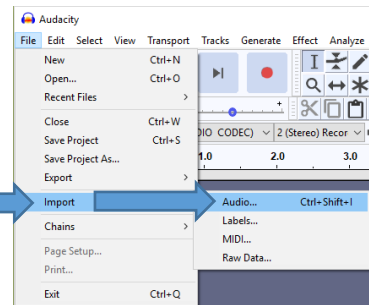 Audacity
File Edit Select View Transport Tracks Generate Effect Analyze
New Ctrl+N
Open... Ctrl+O
Recent Files >
Close Ctrl+W
Save Project Ctrl+S
Save Project As...
Export >
Import
Chains >
Page Setup...
Print...
Exit Ctrl+Q
DIO CODEC) 2 (Stereo) Recor
1.0 2.0 3.0
Audio... Ctrl+Shift+I
Labels...
MIDI...
Raw Data...